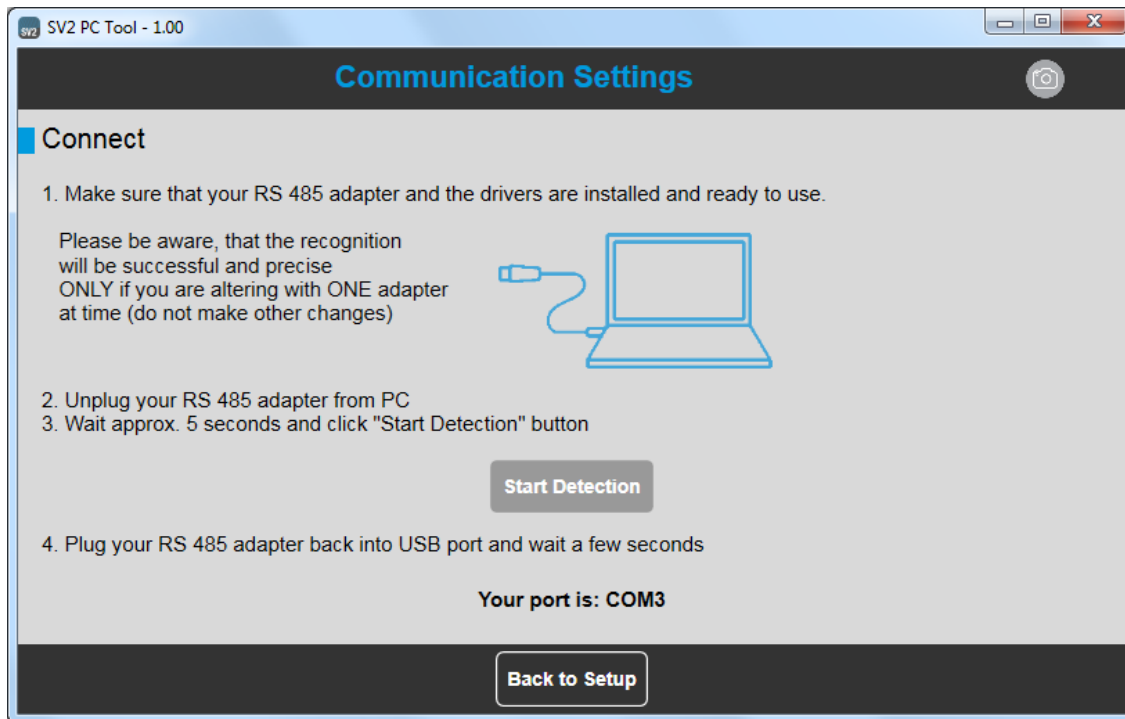 SV2 SV2 PC Tool - 1.00
Communication Settings
Connect
1. Make sure that your RS 485 adapter and the drivers are installed and ready to use.
Please be aware, that the recognition
will be successful and precise
ONLY if you are altering with ONE adapter
at time (do not make other changes)
2. Unplug your RS 485 adapter from PC
3. Wait approx. 5 seconds and click "Start Detection" button
Start Detection
4. Plug your RS 485 adapter back into USB port and wait a few seconds
Your port is: COM3
Back to Setup